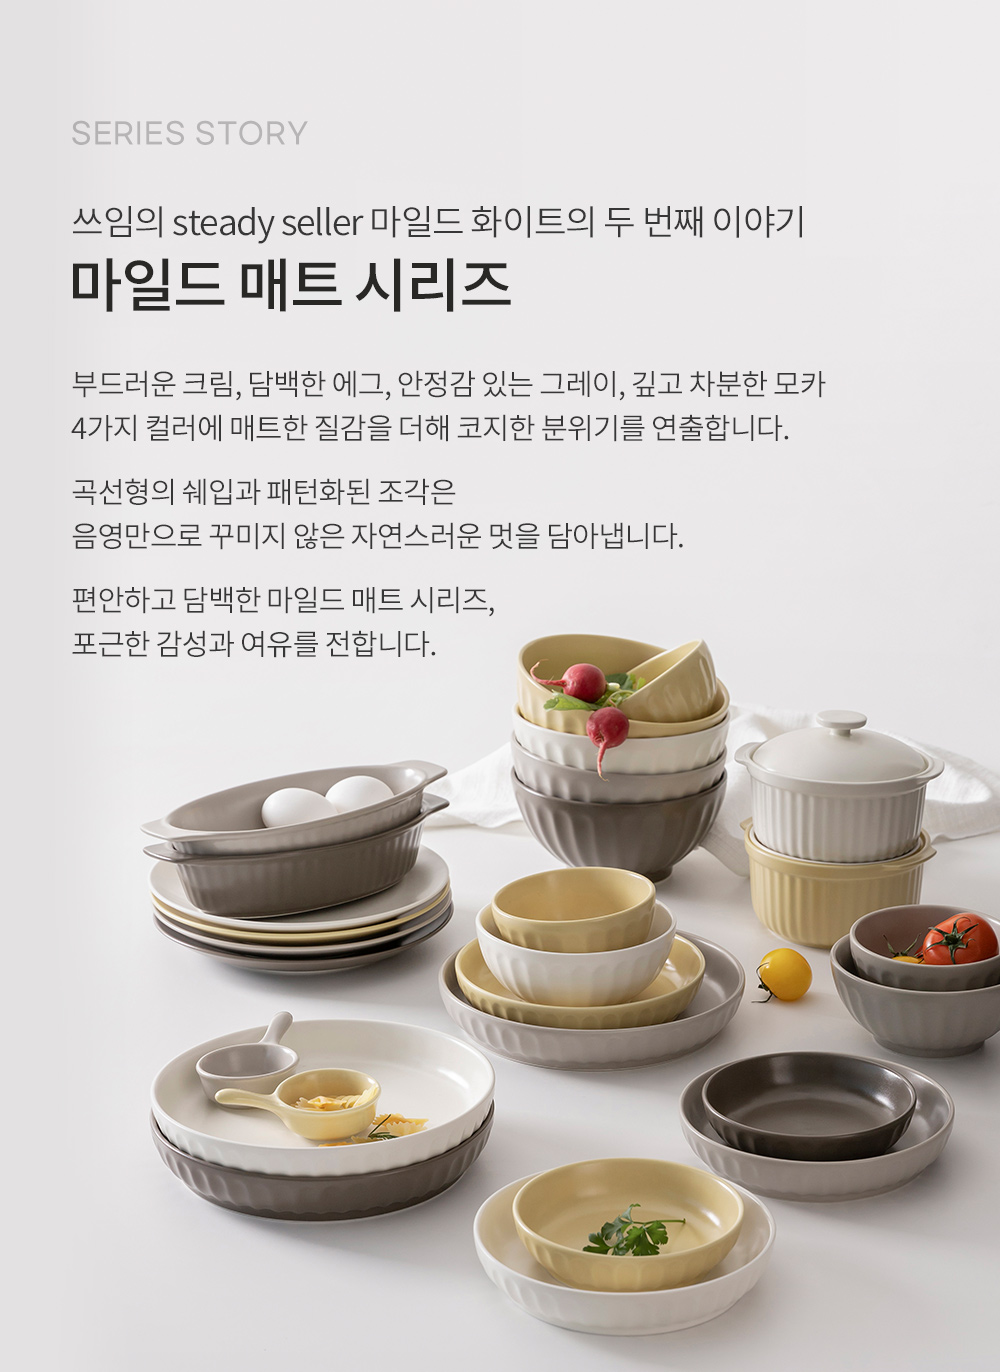 SERIES STORY
쓰임의 steady seller 마일드 화이트의 두 번째 이야기
마일드 매트 시리즈
부드러운 크림, 담백한 에그, 안정감 있는 그레이, 깊고 차분한 모카
4가지 컬러에 매트한 질감을 더해 코지한 분위기를 연출합니다.
곡선형의 쉐입과 패턴화된 조각은
음영만으로 꾸미지 않은 자연스러운 멋을 담아냅니다.
편안하고 담백한 마일드 매트 시리즈,
포근한 감성과 여유를 전합니다.